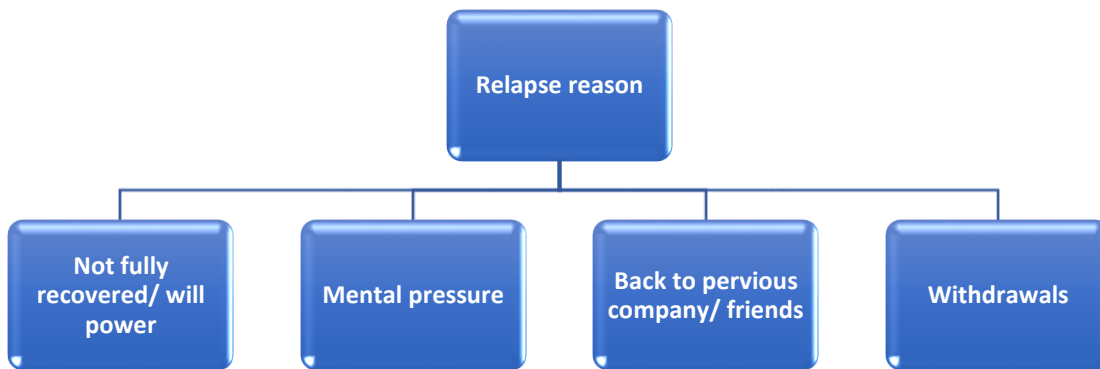 Relapse reason
Not fully
recovered/ will
power
Mental pressure
Back to pervious
company/ friends
Withdrawals